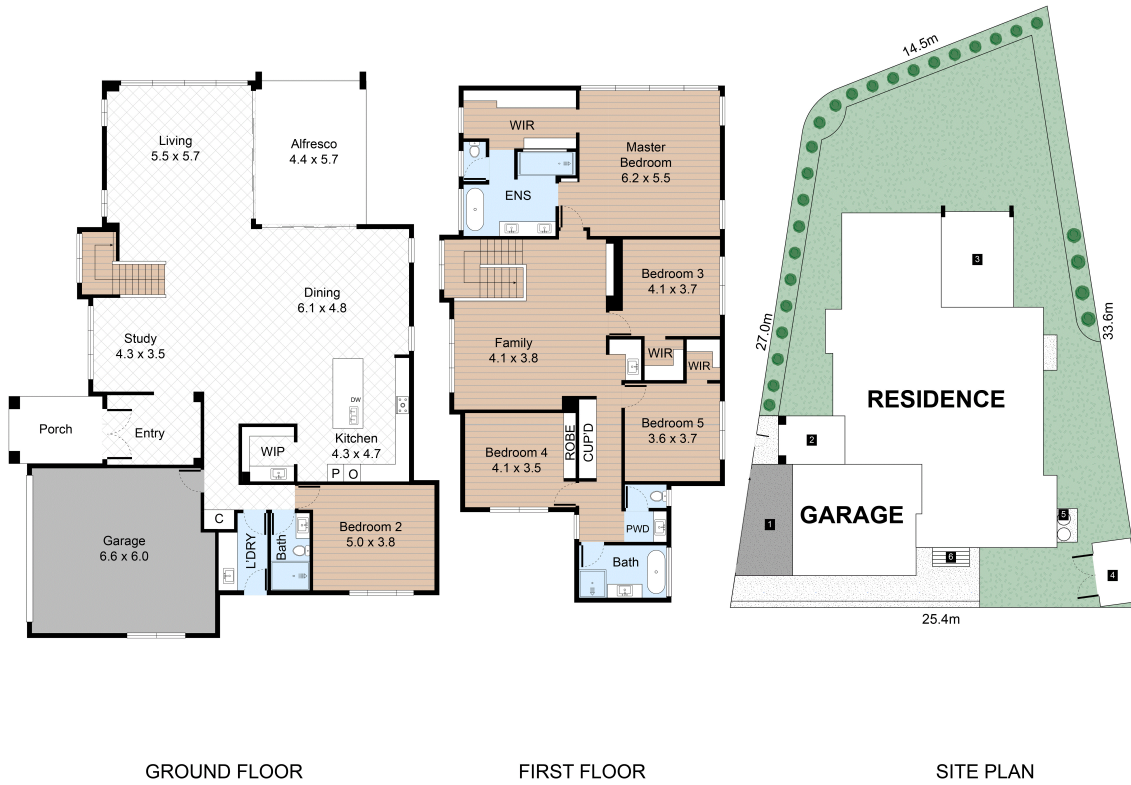 Living
5.5 x 5.7
Alfresco
4.4 x 5.7
Dining
6.1 x 4.8
Study
4.3 x 3.5
Porch
Entry
DW
Kitchen
4.3 x 4.7
WIP
P O
C
Garage
6.6 x 6.0
L'DRY
Bath
Bedroom 2
5.0 x 3.8
GROUND FLOOR
WIR
Master
Bedroom
6.2 x 5.5
ENS
Bedroom 3
4.1 x 3.7
Family
4.1 x 3.8
WIR
WIR
Bedroom 5
3.6 x 3.7
ROBE
CUP'D
Bedroom 4
4.1 x 3.5
PWD
Bath
FIRST FLOOR
14.5m
27.0m
33.6m
3
RESIDENCE
2
GARAGE
1
5
6
4
25.4m
SITE PLAN